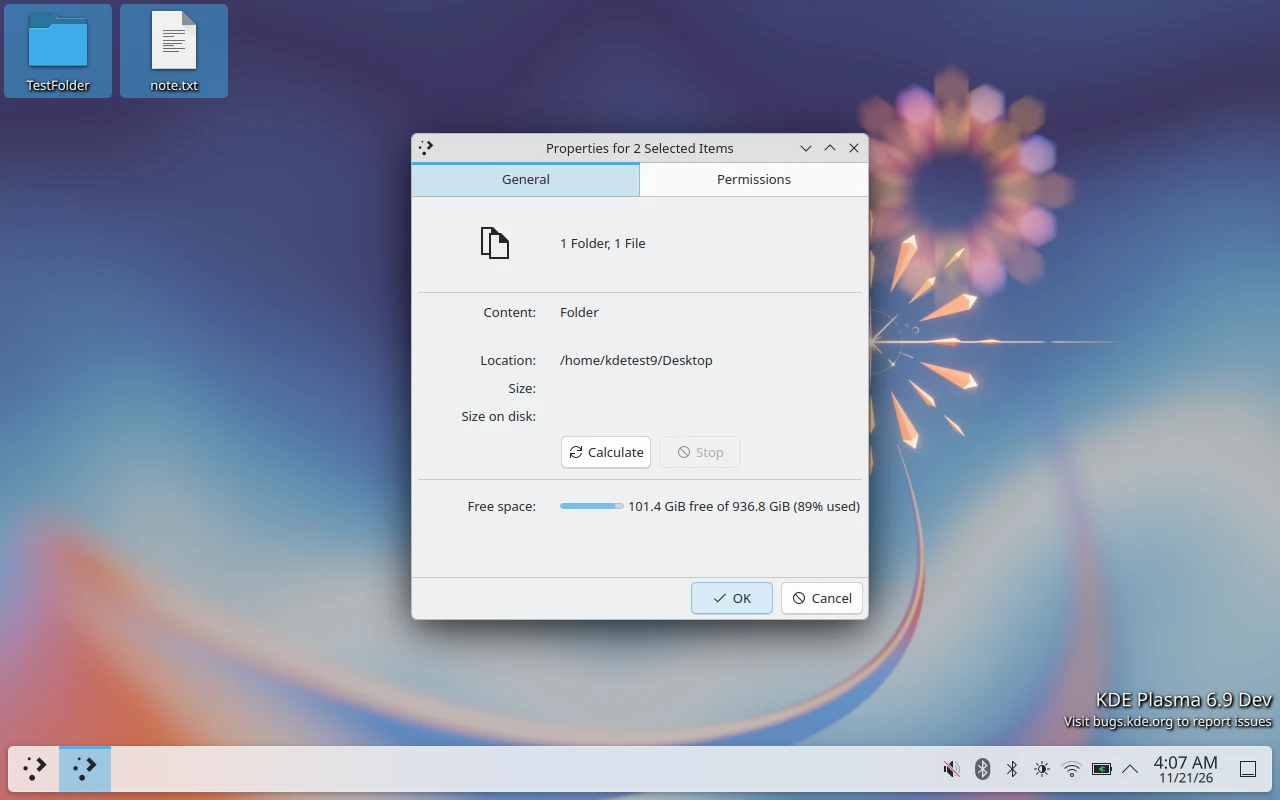 TestFolder
note.txt
Properties for 2 Selected Items
General
Permissions
1 Folder, 1 File
Content: Folder
Location: /home/kdetest9/Desktop
Size:
Size on disk:
Calculate
Stop
Free space: 101.4 GiB free of 936.8 GiB (89% used)
OK
Cancel
KDE Plasma 6.9 Dev
Visit bugs.kde.org to report issues
4:07 AM
11/21/26